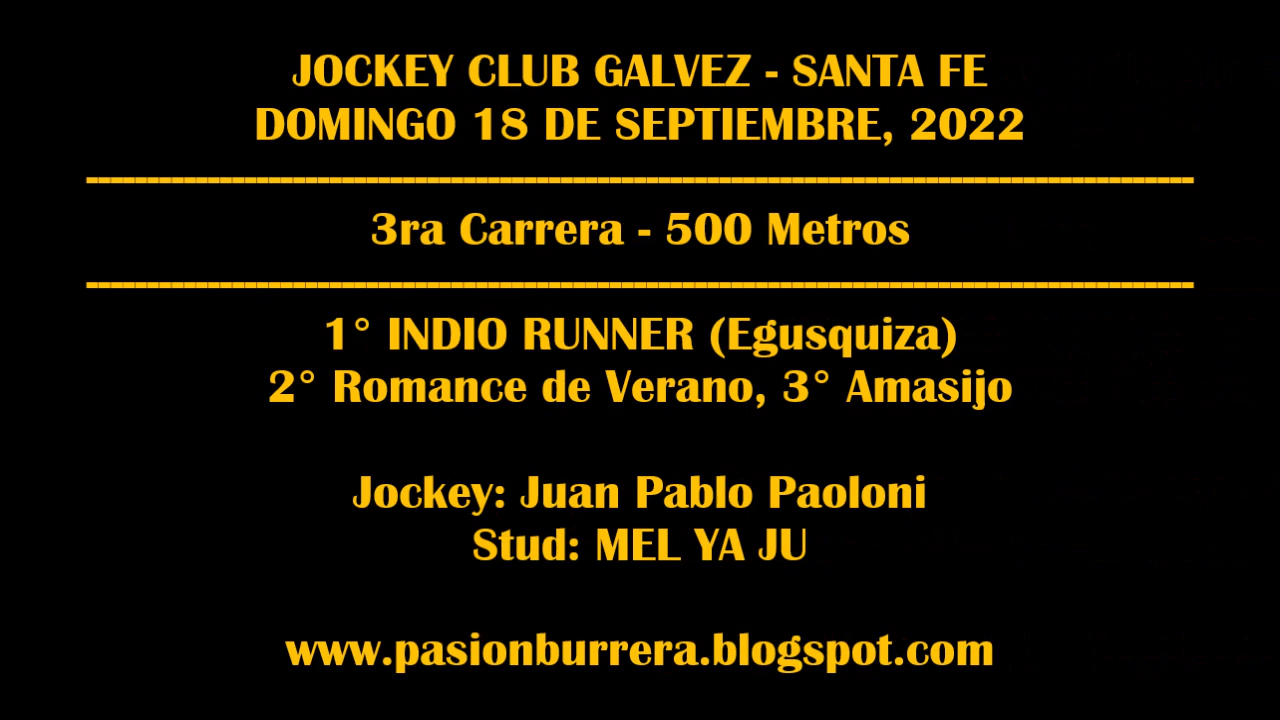 JOCKEY CLUB GALVEZ - SANTA FE
DOMINGO 18 DE SEPTIEMBRE, 2022
3ra Carrera - 500 Metros
1° INDIO RUNNER (Egusquiza)
2° Romance de Verano, 3° Amasijo
Jockey: Juan Pablo Paoloni
Stud: MEL YA JU
www.pasionburrera.blogspot.com